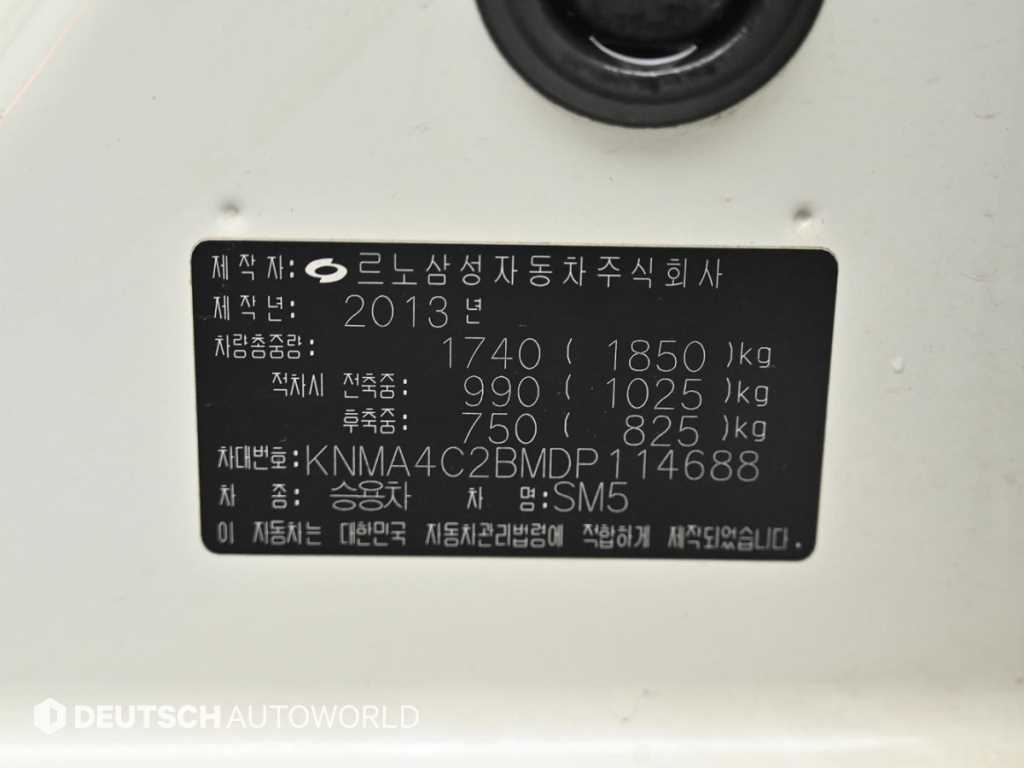 제작자: 르노삼성자동차주식회사
제작년: 2013년
차량총중량: 1740 ( 1850 )kg
적차시 전축중: 990 ( 1025 )kg
후축중: 750 ( 825 )kg
차대번호: KNMA4C2BMDP114688
차 종: 승용차 차 명: SM5
이 자동차는 대한민국 자동차관리법령에 적합하게 제작되었습니다.
DEUTSCH AUTOWORLD